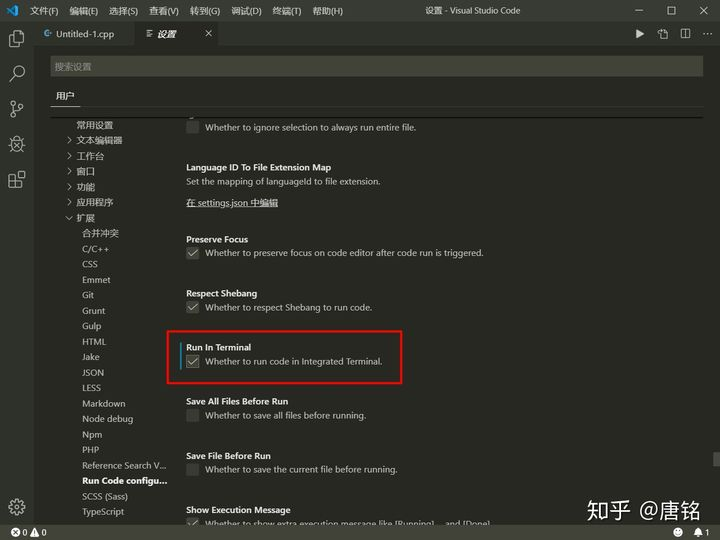 文件(F) 编辑(E) 选择(S) 查看(V) 转到(G) 调试(D) 终端(T) 帮助(H) 设置 - Visual Studio Code
Untitled-1.cpp 设置
搜索设置
用户
常用设置
文本编辑器
工作台
窗口
功能
应用程序
扩展
合并冲突
C/C++
CSS
Emmet
Git
Grunt
Gulp
HTML
Jake
JSON
LESS
Markdown
Node debug
Npm
PHP
Reference Search V...
Run Code configu...
SCSS (Sass)
TypeScript
Whether to ignore selection to always run entire file.
Language ID To File Extension Map
Set the mapping of languageId to file extension.
在 settings.json 中编辑
Preserve Focus
Whether to preserve focus on code editor after code run is triggered.
Respect Shebang
Whether to respect Shebang to run code.
Run In Terminal
Whether to run code in Integrated Terminal.
Save All Files Before Run
Whether to save all files before running.
Save File Before Run
Whether to save the current file before running.
Show Execution Message
Whether to show extra execution message like [Running] ... and [Done]
知乎 @唐铭
0 0 1